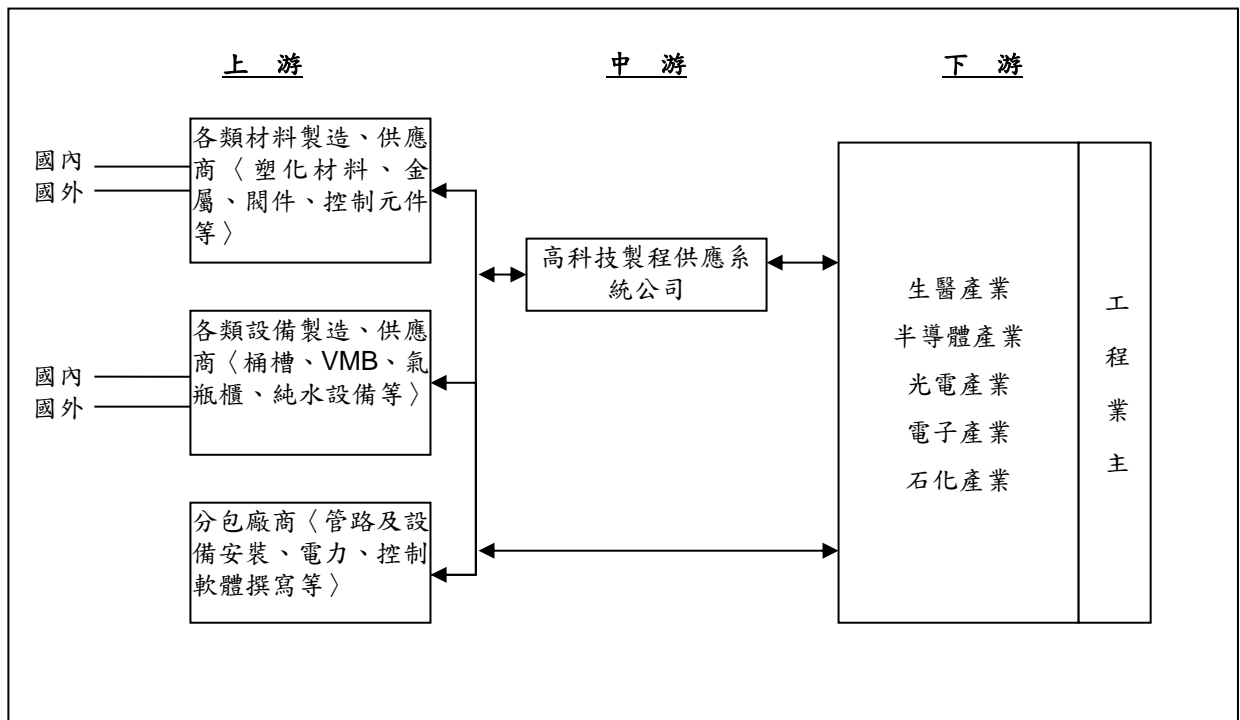 上 游
中 游
下 游
國內
國外
各類材料製造、供應
商〈塑化材料、金
屬、閥件、控制元件
等〉
國內
國外
各類設備製造、供應
商〈桶槽、VMB、氣
瓶櫃、純水設備等〉
分包廠商〈管路及設
備安裝、電力、控制
軟體撰寫等〉
高科技製程供應系
統公司
生醫產業
半導體產業
光電產業
電子產業
石化產業
工
程
業
主